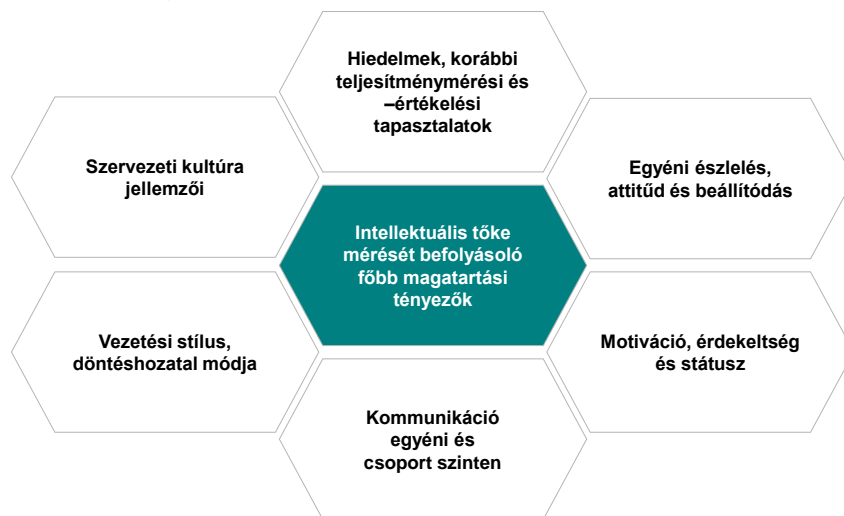 Hiedelmek, korábbi
teljesítménymérési és
–értékelési
tapasztalatok
Szervezeti kultúra
jellemzői
Egyéni észlelés,
attitűd és beállítódás
Intellektuális tőke
mérését befolyásoló
főbb magatartási
tényezők
Vezetési stílus,
döntéshozatal módja
Motiváció, érdekeltség
és státusz
Kommunikáció
egyéni és
csoport szinten